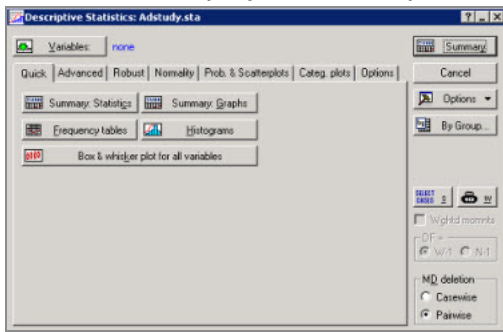 Descriptive Statistics: Adstudy.sta
Variables: none
Summary
Quick Advanced Robust Normality Prob. & Scatterplots Categ. plots Options
Cancel
Summary: Statistics Summary: Graphs
Options
Frequency tables Histograms
By Group...
Box & whisker plot for all variables
SELECT CASES S W
Wghtd momnts
DF =
W-1 N-1
MD deletion
Casewise
Pairwise